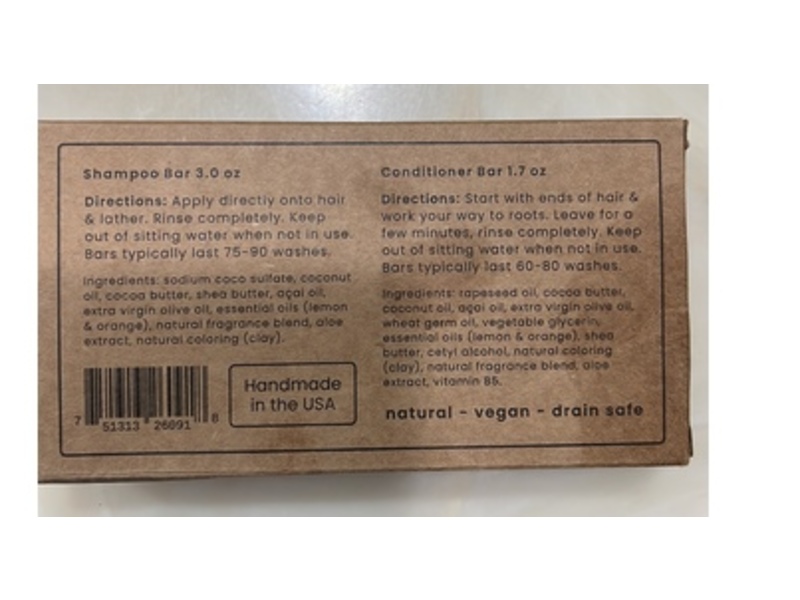 Shampoo Bar 3.0 oz
Directions: Apply directly onto hair
& lather. Rinse completely. Keep
out of sitting water when not in use.
Bars typically last 75-90 washes.
Ingredients: sodium coco sulfate, coconut
oil, cocoa butter, shea butter, açai oil,
extra virgin olive oil, essential oils (lemon
& orange), natural fragrance blend, aloe
extract, natural coloring (clay).
7 51313 26091 8
Handmade
in the USA
Conditioner Bar 1.7 oz
Directions: Start with ends of hair &
work your way to roots. Leave for a
few minutes, rinse completely. Keep
out of sitting water when not in use.
Bars typically last 60-80 washes.
Ingredients: rapeseed oil, cocoa butter,
coconut oil, açai oil, extra virgin olive oil,
wheat germ oil, vegetable glycerin,
essential oils (lemon & orange), shea
butter, cetyl alcohol, natural coloring
(clay), natural fragrance blend, aloe
extract, vitamin B5.
natural - vegan - drain safe